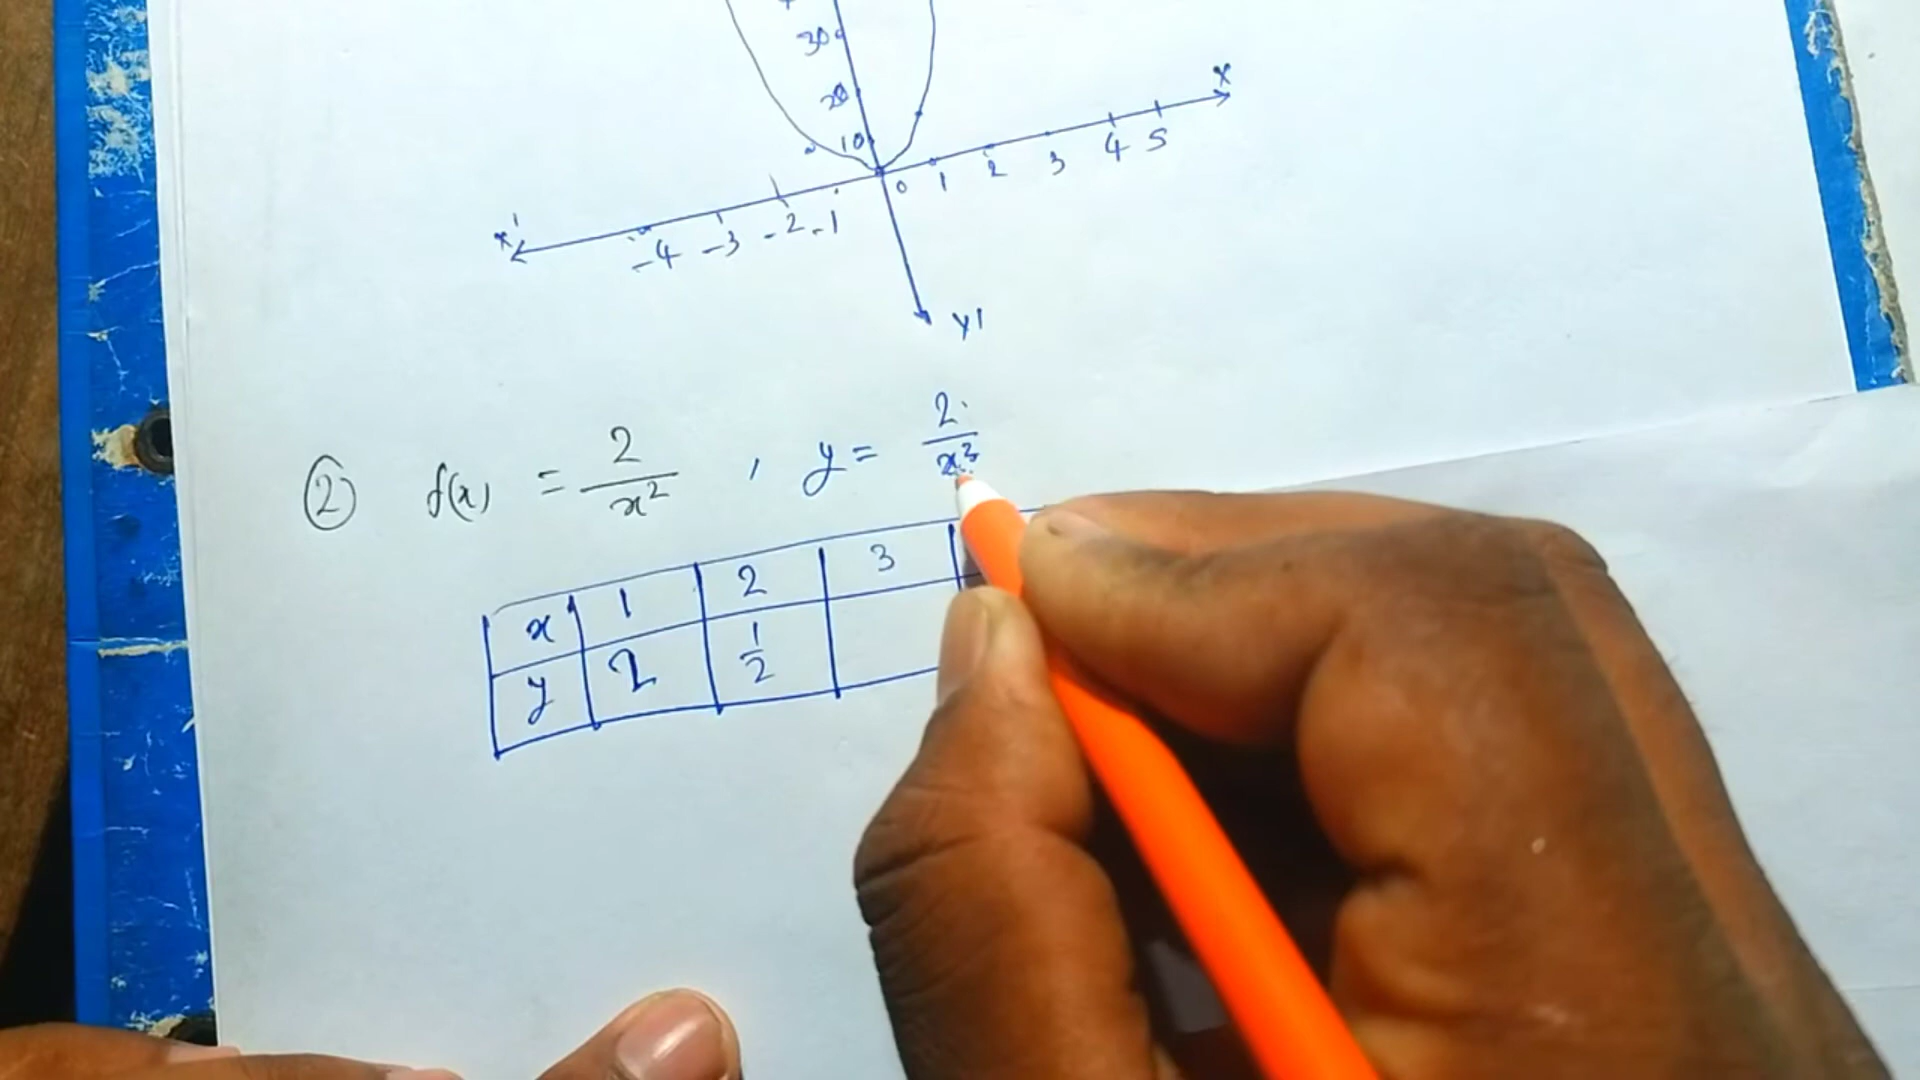 30
20
10
X
X' -4 -3 -2 -1 0 1 2 3 4 5
Y1
② f(x) = 2/x² , y = 2/x²
x 1 2 3
y 2 1/2